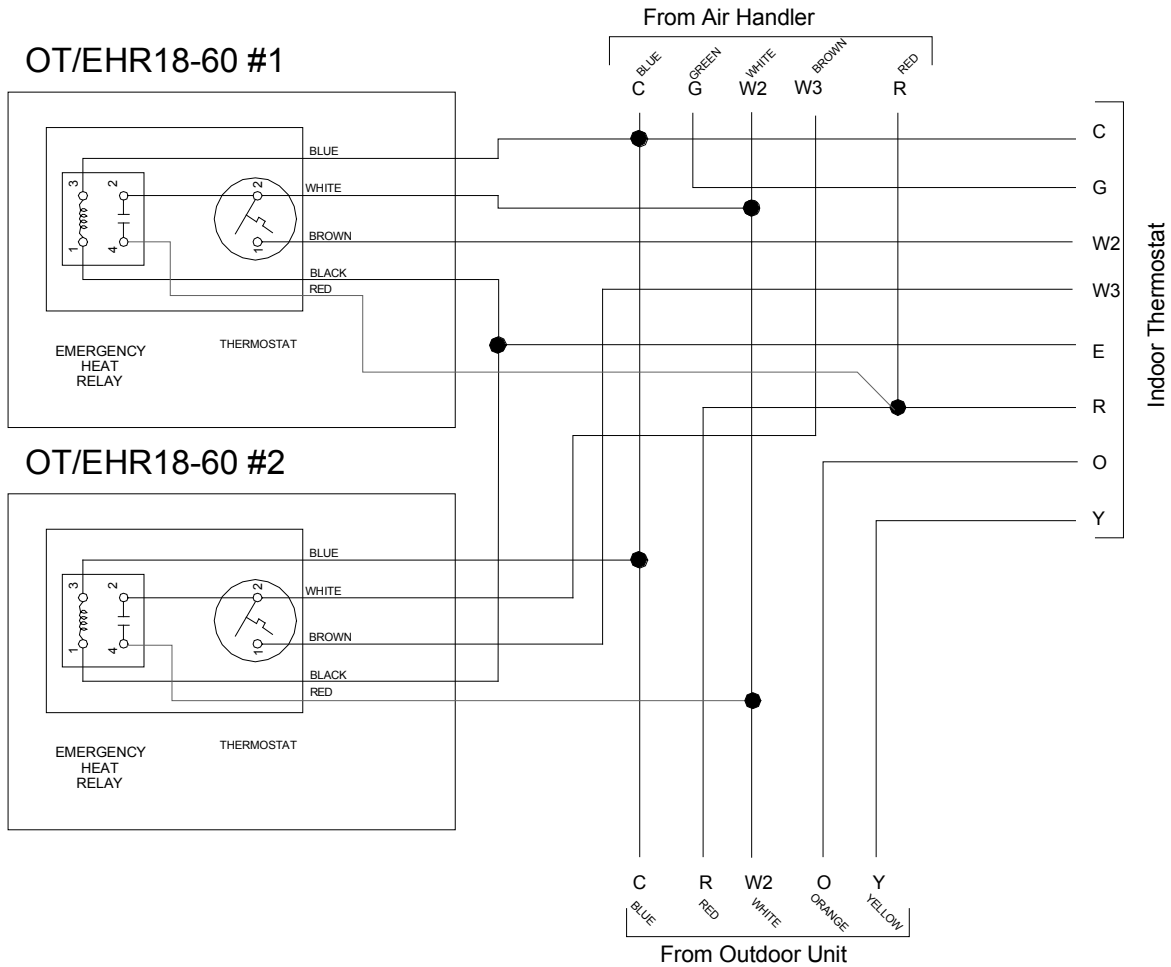 From Air Handler
OT/EHR18-60 #1
BLUE GREEN WHITE BROWN RED
C G W2 W3 R
BLUE
WHITE
BROWN
BLACK
RED
3 2
1 4
2
1
EMERGENCY
HEAT
RELAY
THERMOSTAT
C
G
W2
W3
E
R
O
Y
Indoor Thermostat
OT/EHR18-60 #2
BLUE
WHITE
BROWN
BLACK
RED
3 2
1 4
2
1
EMERGENCY
HEAT
RELAY
THERMOSTAT
C R W2 O Y
BLUE RED WHITE ORANGE YELLOW
From Outdoor Unit